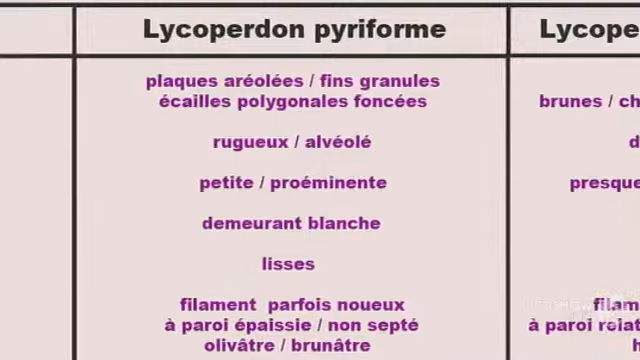 Lycoperdon pyriforme
Lycope
plaques aréolées / fins granules
écailles polygonales foncées
brunes / ch
rugueux / alvéolé
d
petite / proéminente
presque
demeurant blanche
lisses
filament parfois noueux
filam
à paroi épaissie / non septé
à paroi relat
olivâtre / brunâtre
h